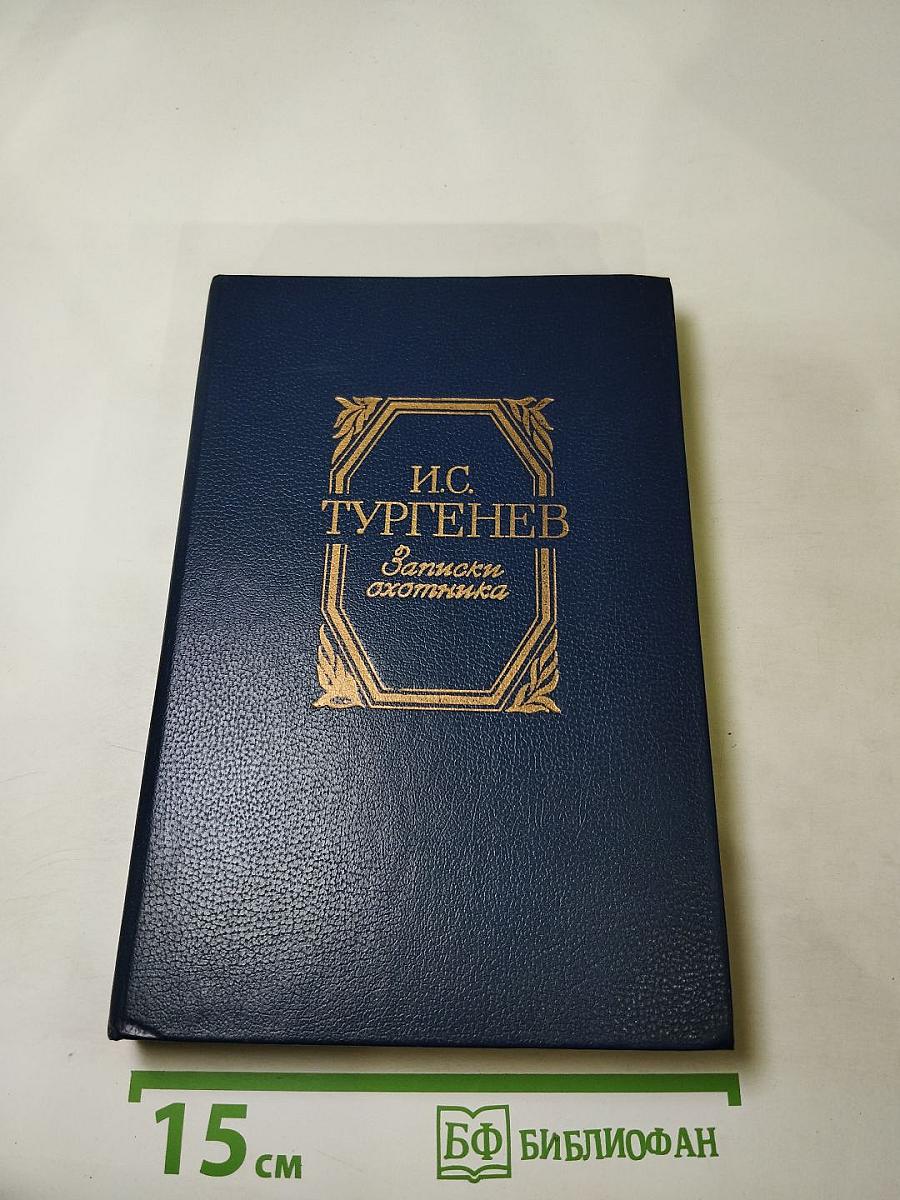 И.С.
ТУРГЕНЕВ
Записки
охотника
15 см
БФ БИБЛИОФАН